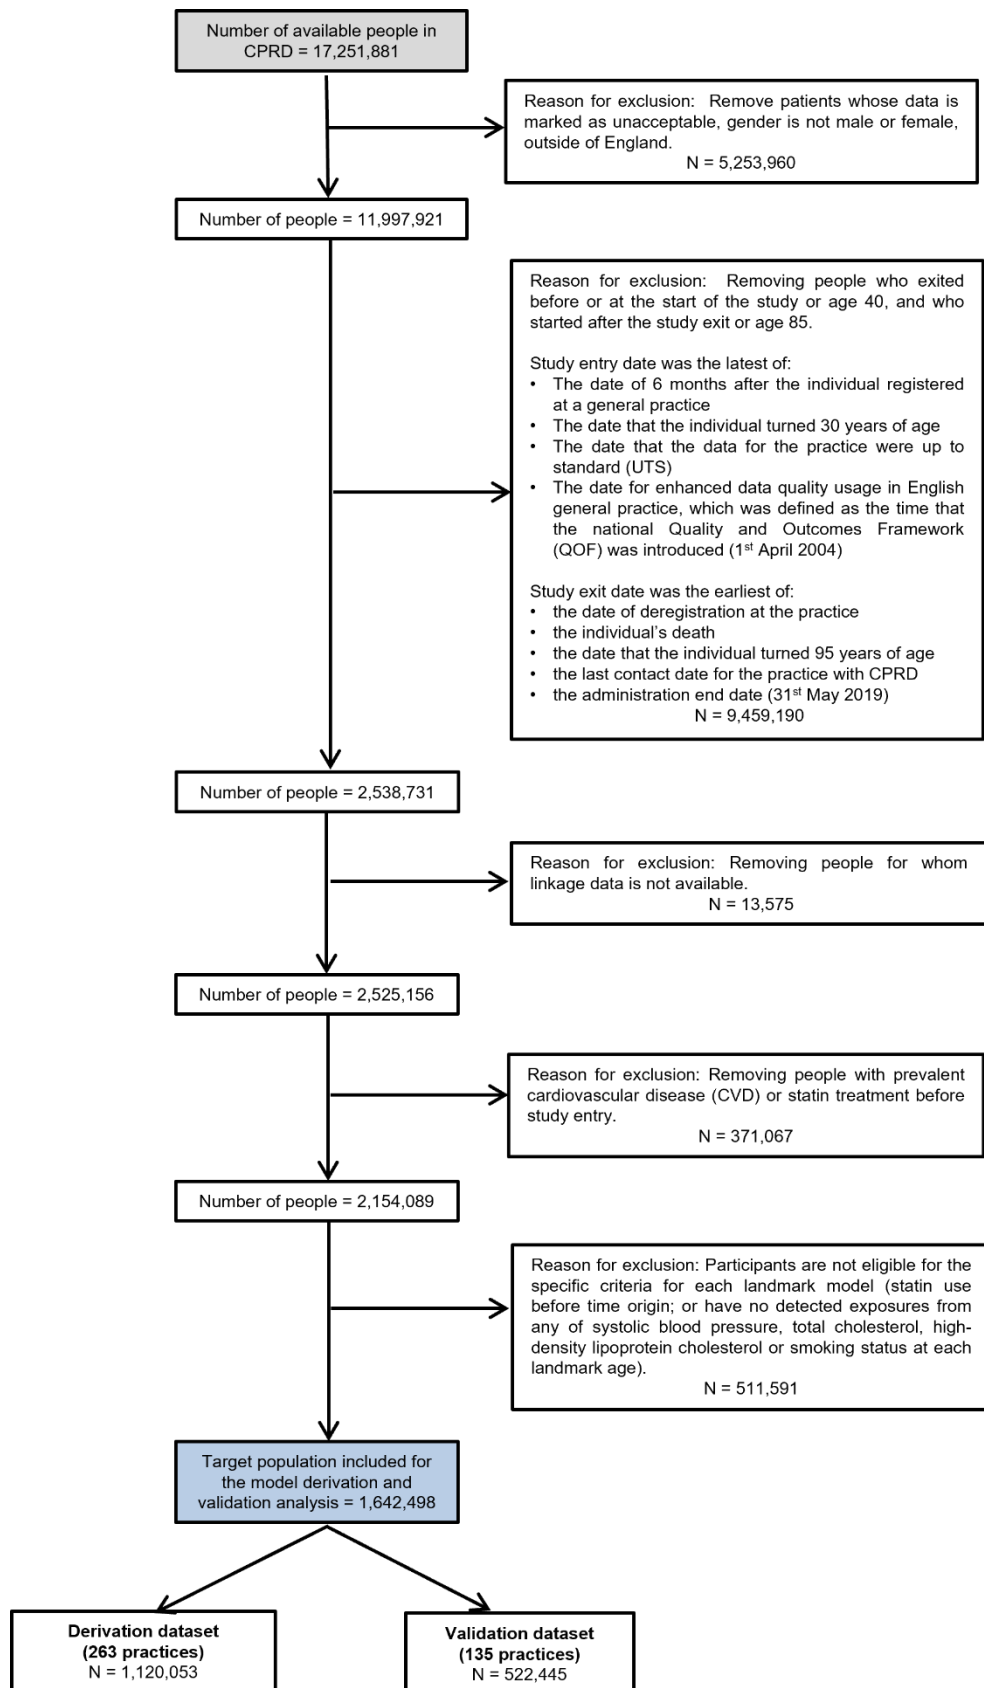 Number of available people in
CPRD = 17,251,881
Reason for exclusion: Remove patients whose data is
marked as unacceptable, gender is not male or female,
outside of England.
N = 5,253,960
Number of people = 11,997,921
Reason for exclusion: Removing people who exited
before or at the start of the study or age 40, and who
started after the study exit or age 85.
Study entry date was the latest of:
• The date of 6 months after the individual registered
at a general practice
• The date that the individual turned 30 years of age
• The date that the data for the practice were up to
standard (UTS)
• The date for enhanced data quality usage in English
general practice, which was defined as the time that
the national Quality and Outcomes Framework
(QOF) was introduced (1st April 2004)
Study exit date was the earliest of:
• the date of deregistration at the practice
• the individual's death
• the date that the individual turned 95 years of age
• the last contact date for the practice with CPRD
• the administration end date (31st May 2019)
N = 9,459,190
Number of people = 2,538,731
Reason for exclusion: Removing people for whom
linkage data is not available.
N = 13,575
Number of people = 2,525,156
Reason for exclusion: Removing people with prevalent
cardiovascular disease (CVD) or statin treatment before
study entry.
N = 371,067
Number of people = 2,154,089
Reason for exclusion: Participants are not eligible for the
specific criteria for each landmark model (statin use
before time origin; or have no detected exposures from
any of systolic blood pressure, total cholesterol, high-
density lipoprotein cholesterol or smoking status at each
landmark age).
N = 511,591
Target population included for
the model derivation and
validation analysis = 1,642,498
Derivation dataset
(263 practices)
N = 1,120,053
Validation dataset
(135 practices)
N = 522,445